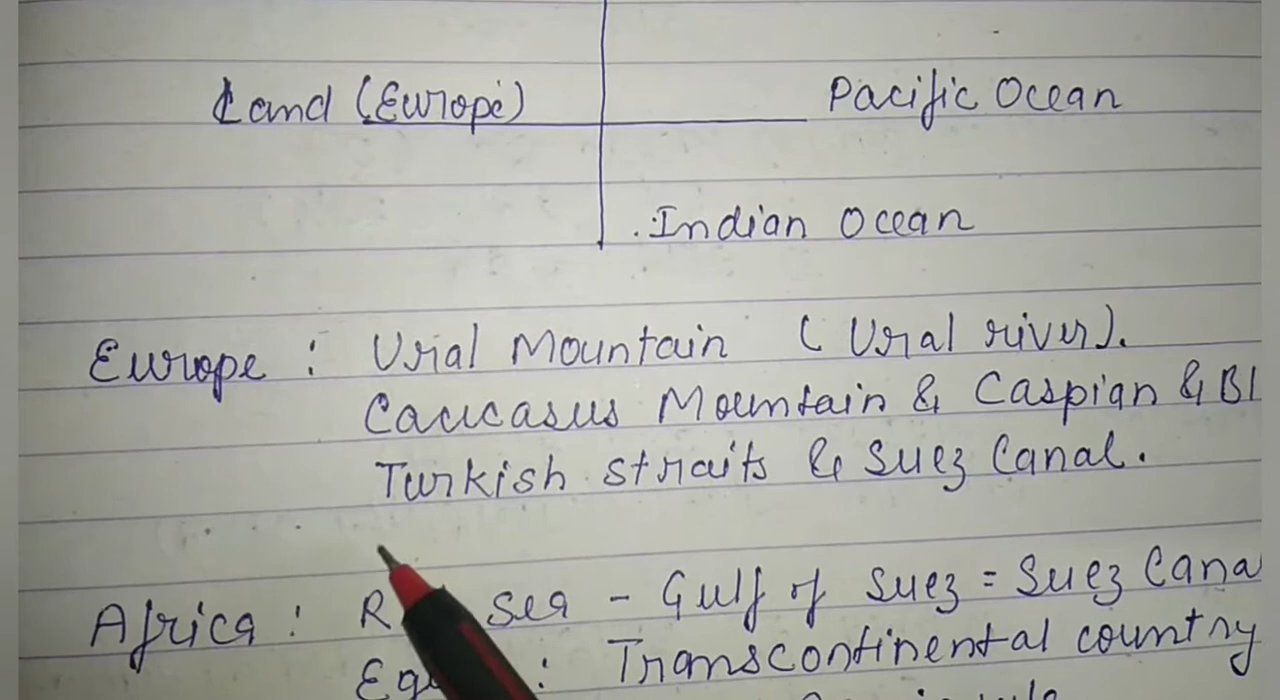 Land (Europe) Pacific Ocean
Indian Ocean
Europe : Ural Mountain ( Ural river).
Caucasus Mountain & Caspian & Bl
Turkish straits & Suez Canal.
Africa : R sea - Gulf of Suez = Suez Cana
Eg : Transcontinental country